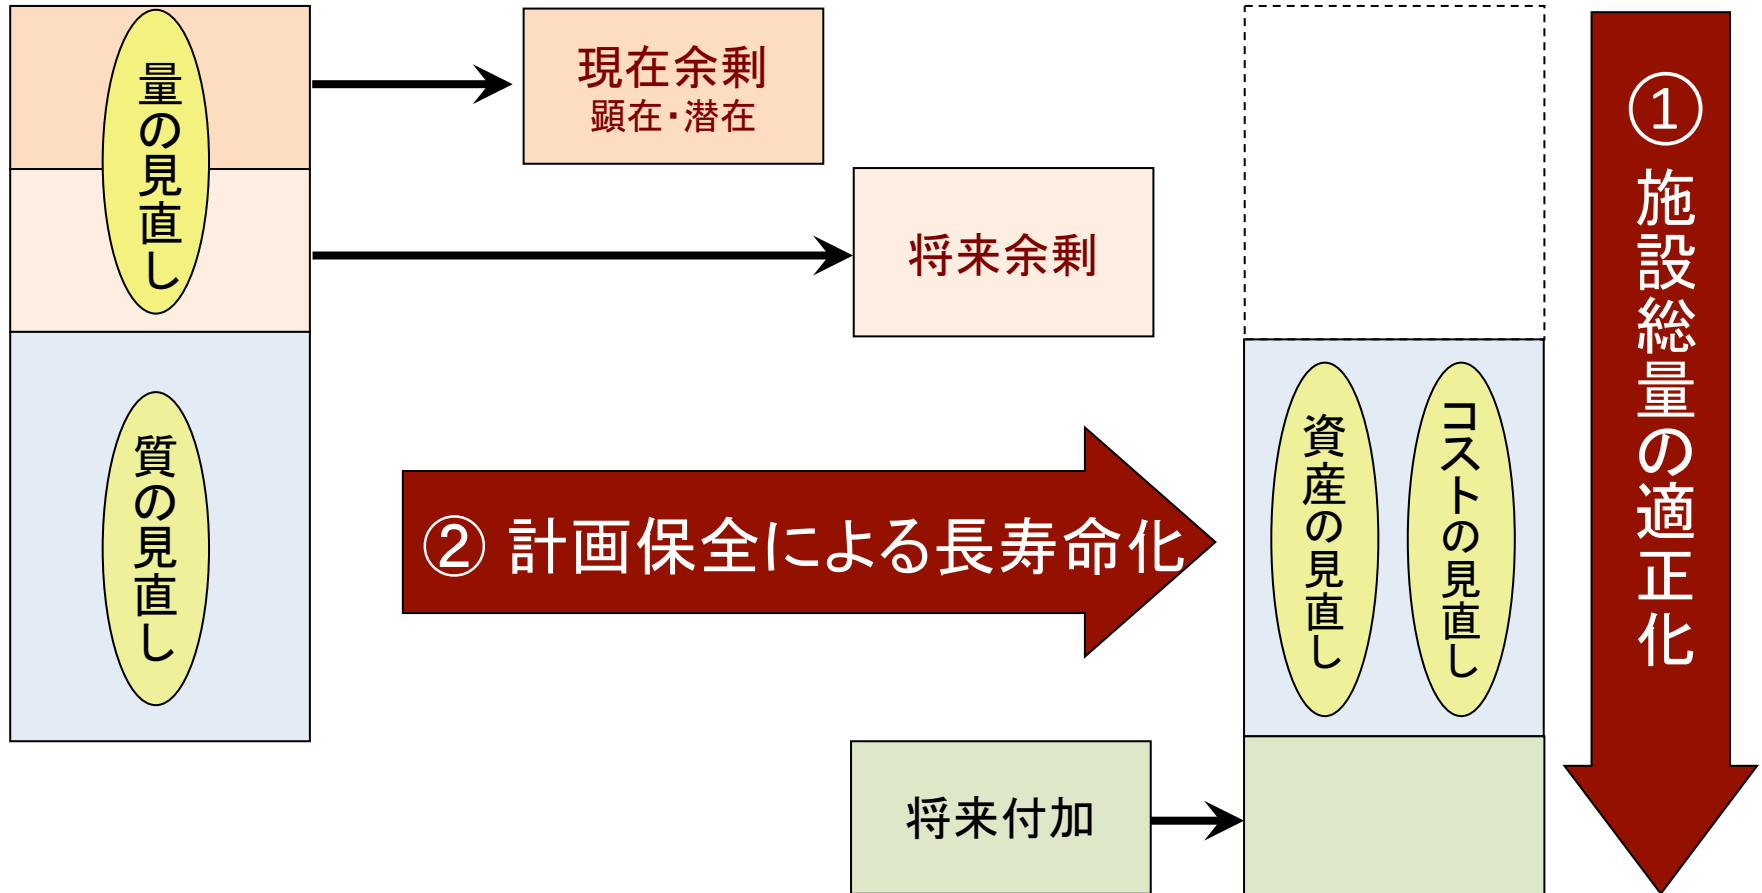 量の見直し
現在余剰
顕在・潜在
将来余剰
質の見直し
② 計画保全による長寿命化
資産の見直し
コストの見直し
将来付加
① 施設総量の適正化